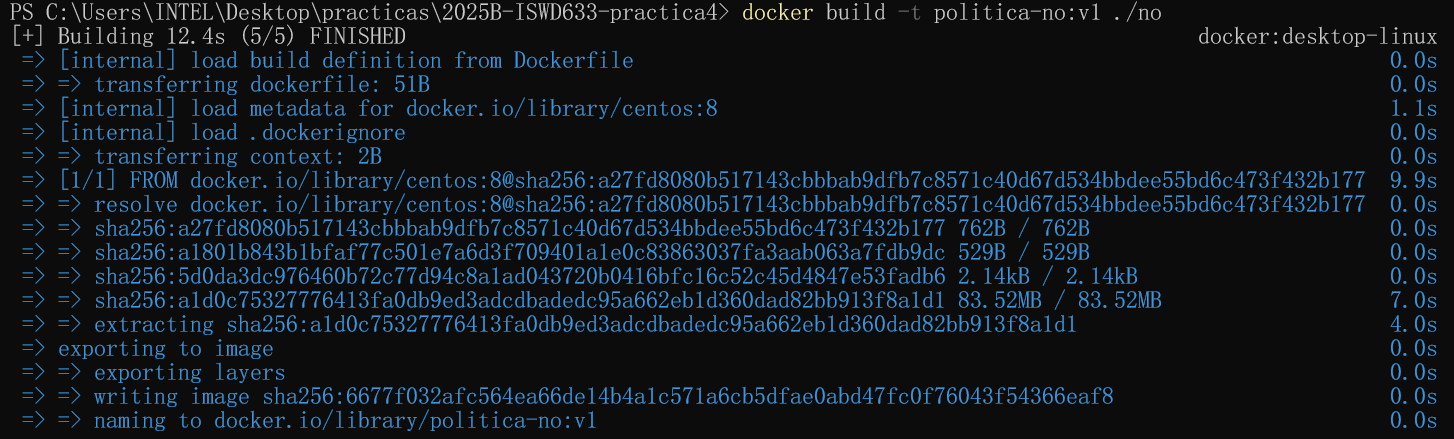 PS C:\Users\INTEL\Desktop\practicas\2025B-ISWD633-practica4> docker build -t politica-no:v1 ./no
[+] Building 12.4s (5/5) FINISHED docker:desktop-linux
=> [internal] load build definition from Dockerfile 0.0s
=> => transferring dockerfile: 51B 0.0s
=> [internal] load metadata for docker.io/library/centos:8 1.1s
=> [internal] load .dockerignore 0.0s
=> => transferring context: 2B 0.0s
=> [1/1] FROM docker.io/library/centos:8@sha256:a27fd8080b517143cbbbab9dfb7c8571c40d67d534bbdee55bd6c473f432b177 9.9s
=> => resolve docker.io/library/centos:8@sha256:a27fd8080b517143cbbbab9dfb7c8571c40d67d534bbdee55bd6c473f432b177 0.0s
=> => sha256:a27fd8080b517143cbbbab9dfb7c8571c40d67d534bbdee55bd6c473f432b177 762B / 762B 0.0s
=> => sha256:a1801b843b1bfaf77c501e7a6d3f709401a1e0c83863037fa3aab063a7fdb9dc 529B / 529B 0.0s
=> => sha256:5d0da3dc976460b72c77d94c8a1ad043720b0416bfc16c52c45d4847e53fadb6 2.14kB / 2.14kB 0.0s
=> => sha256:a1d0c75327776413fa0db9ed3adcdbadedc95a662eb1d360dad82bb913f8a1d1 83.52MB / 83.52MB 7.0s
=> => extracting sha256:a1d0c75327776413fa0db9ed3adcdbadedc95a662eb1d360dad82bb913f8a1d1 4.0s
=> exporting to image 0.0s
=> => exporting layers 0.0s
=> => writing image sha256:6677f032afc564ea66de14b4a1c571a6cb5dfae0abd47fc0f76043f54366eaf8 0.0s
=> => naming to docker.io/library/politica-no:v1 0.0s